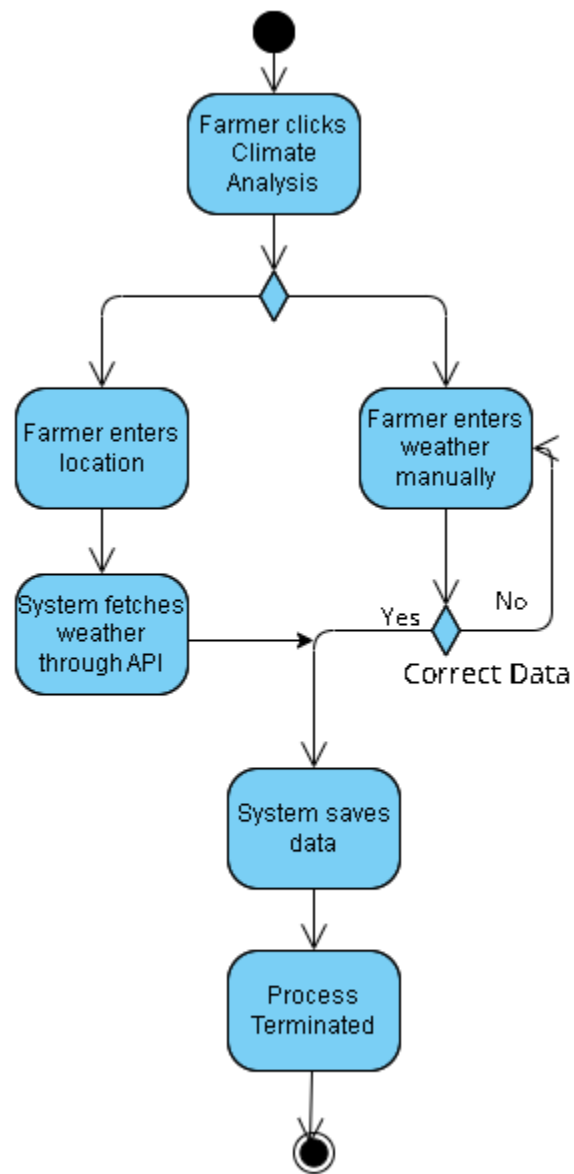 Farmer clicks
Climate
Analysis
Farmer enters
location
Farmer enters
weather
manually
System fetches
weather
through API
Yes
No
Correct Data
System saves
data
Process
Terminated